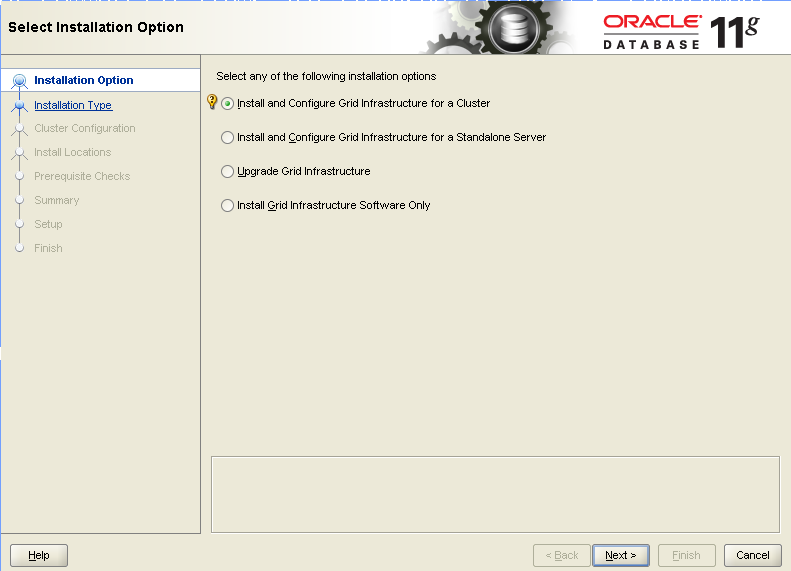 Select Installation Option
ORACLE
DATABASE 11g
Installation Option
Installation Type
Cluster Configuration
Install Locations
Prerequisite Checks
Summary
Setup
Finish
Select any of the following installation options
Install and Configure Grid Infrastructure for a Cluster
Install and Configure Grid Infrastructure for a Standalone Server
Upgrade Grid Infrastructure
Install Grid Infrastructure Software Only
Help
< Back
Next >
Finish
Cancel